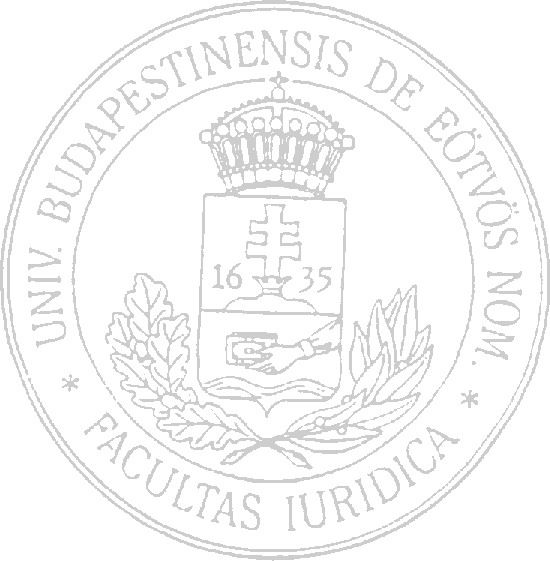 UNIV. BUDAPESTINENSIS DE EÖTVÖS NOM.
16 35
* FACULTAS IURIDICA *